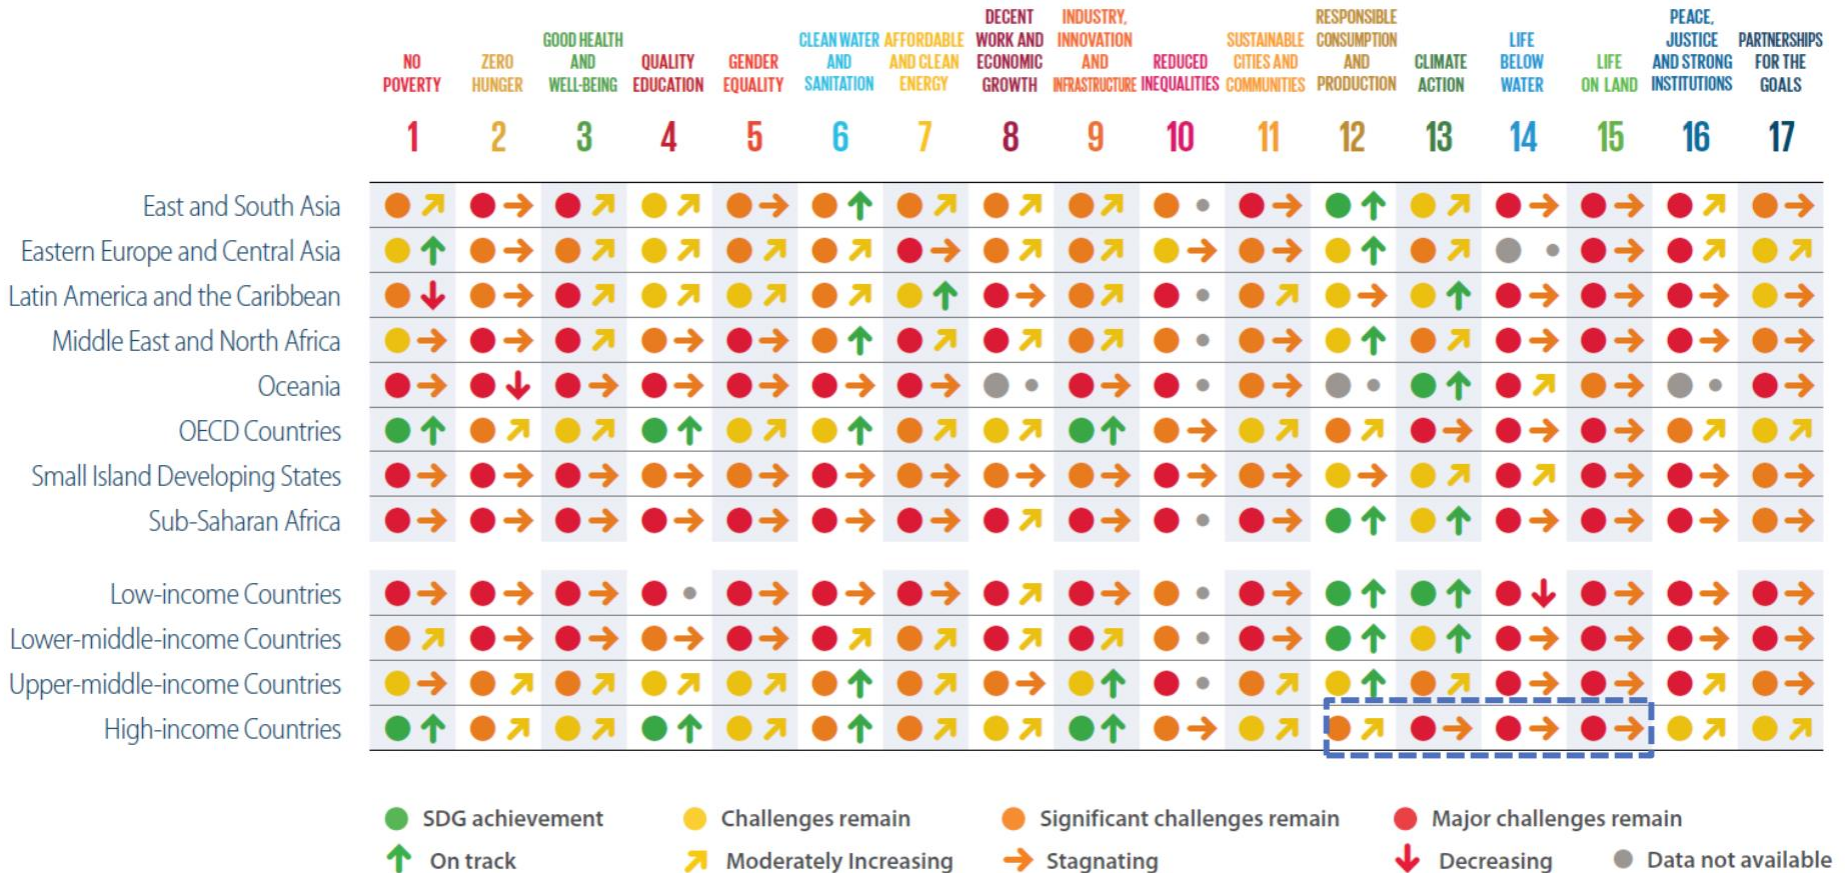 NO
POVERTY
ZERO
HUNGER
GOOD HEALTH
AND
WELL-BEING
QUALITY
EDUCATION
GENDER
EQUALITY
CLEAN WATER
AND
SANITATION
AFFORDABLE
AND CLEAN
ENERGY
DECENT
WORK AND
ECONOMIC
GROWTH
INDUSTRY,
INNOVATION
AND
INFRASTRUCTURE
REDUCED
INEQUALITIES
SUSTAINABLE
CITIES AND
COMMUNITIES
RESPONSIBLE
CONSUMPTION
AND
PRODUCTION
CLIMATE
ACTION
LIFE
BELOW
WATER
LIFE
ON LAND
PEACE,
JUSTICE
AND STRONG
INSTITUTIONS
PARTNERSHIPS
FOR THE
GOALS
1 2 3 4 5 6 7 8 9 10 11 12 13 14 15 16 17
East and South Asia
Eastern Europe and Central Asia
Latin America and the Caribbean
Middle East and North Africa
Oceania
OECD Countries
Small Island Developing States
Sub-Saharan Africa
Low-income Countries
Lower-middle-income Countries
Upper-middle-income Countries
High-income Countries
SDG achievement Challenges remain Significant challenges remain Major challenges remain
On track Moderately Increasing Stagnating Decreasing Data not available